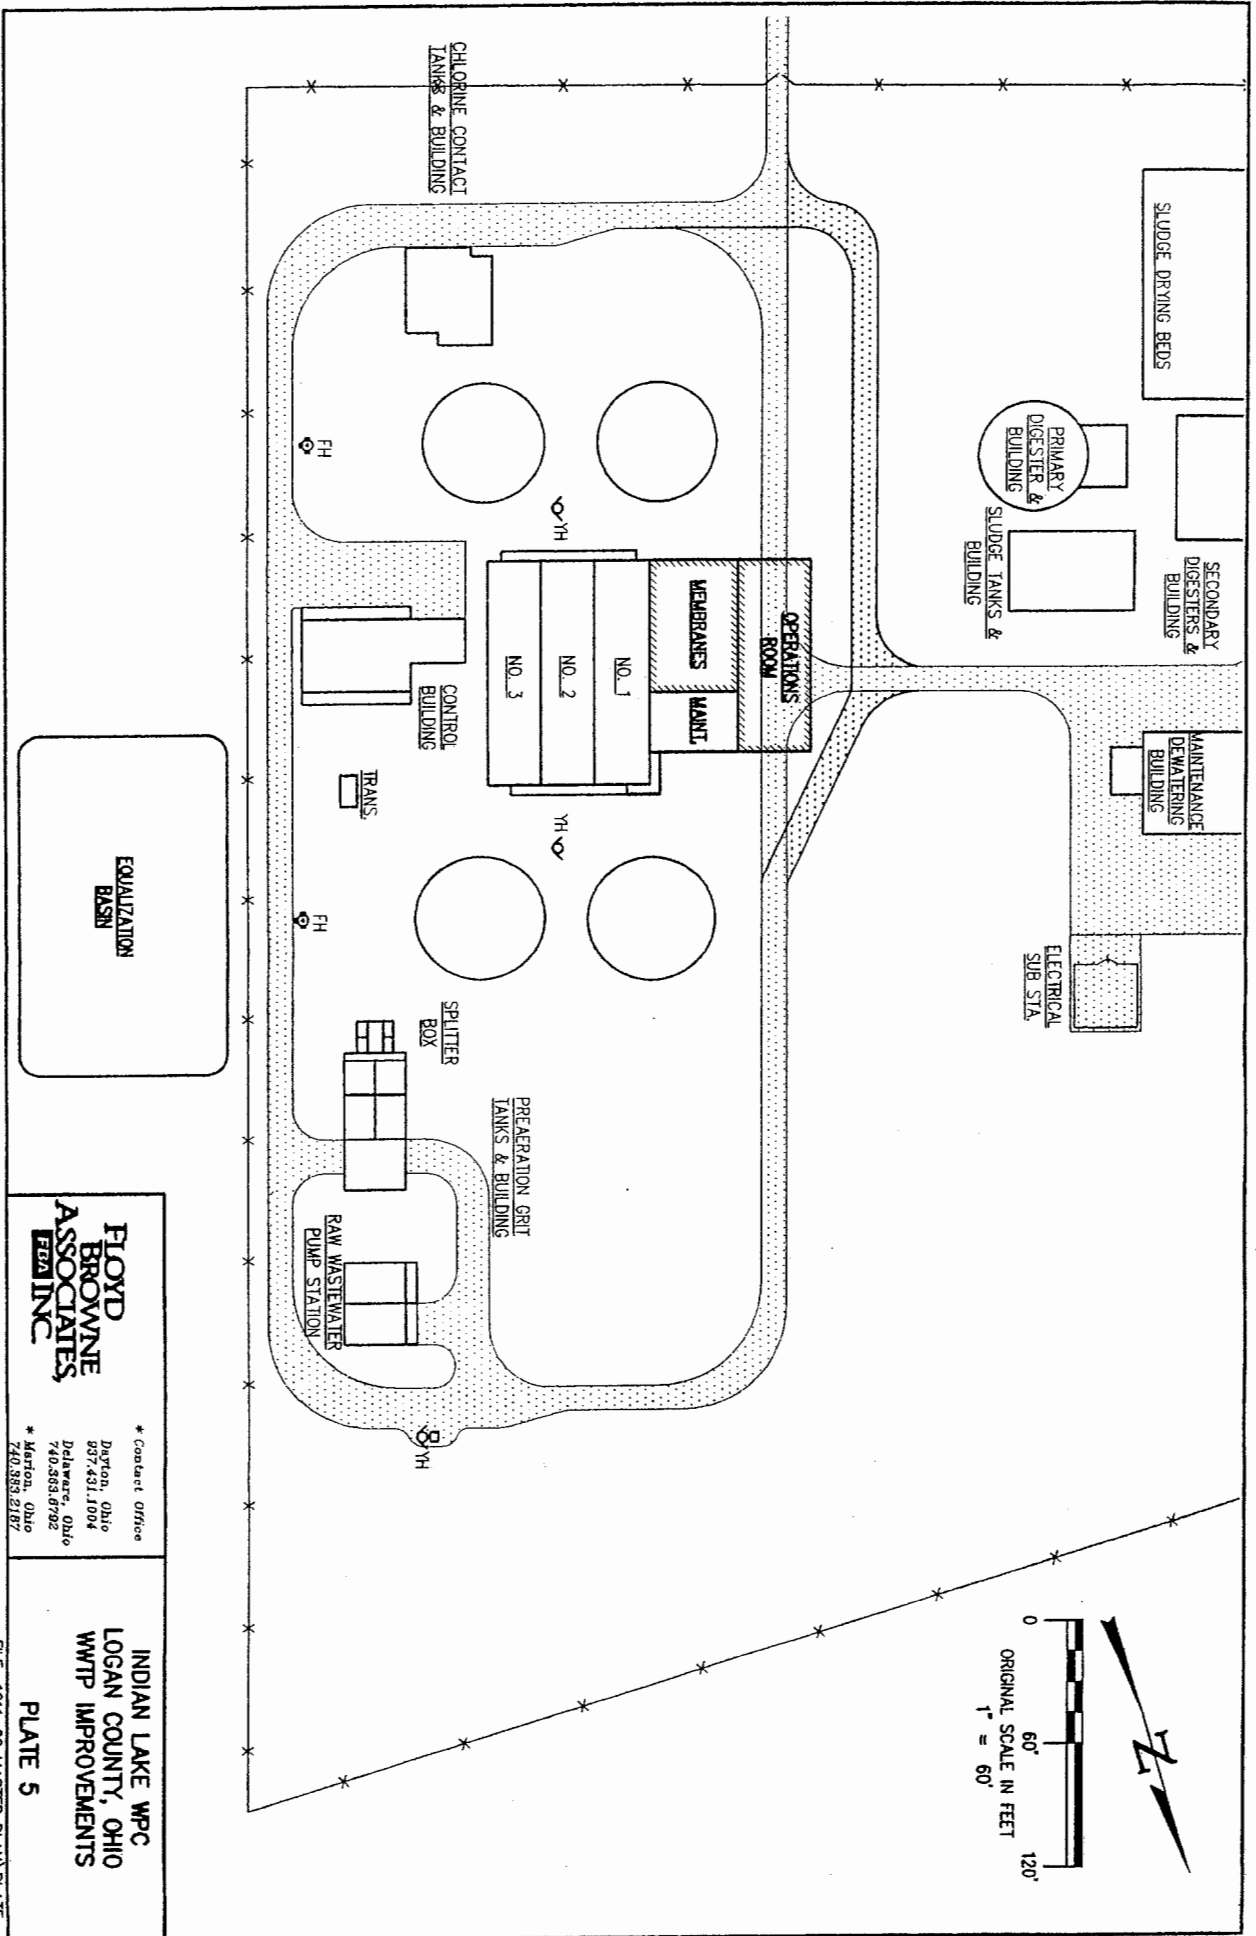 SLUDGE DRYING BEDS
PRIMARY
DIGESTER &
BUILDING
SLUDGE TANKS &
BUILDING
SECONDARY
DIGESTERS &
BUILDING
MAINTENANCE
DEWATERING
BUILDING
ELECTRICAL
SUB STA.
CHLORINE CONTACT
TANKS & BUILDING
FH
YH
OPERATIONS
ROOM
MEMBRANES
MAINT.
NO. 1
NO. 2
NO. 3
CONTROL
BUILDING
TRANS.
YH
FH
SPLITTER
BOX
PREAERATION GRIT
TANKS & BUILDING
RAW WASTEWATER
PUMP STATION
YH
EQUALIZATION
BASIN
N
0 60' 120'
ORIGINAL SCALE IN FEET
1" = 60'
FLOYD
BROWNE
ASSOCIATES,
FBA INC.
* Contact Office
Dayton, Ohio
937.431.1004
Delaware, Ohio
740.363.6792
* Marion, Ohio
740.383.2187
INDIAN LAKE WPC
LOGAN COUNTY, OHIO
WWTP IMPROVEMENTS
PLATE 5